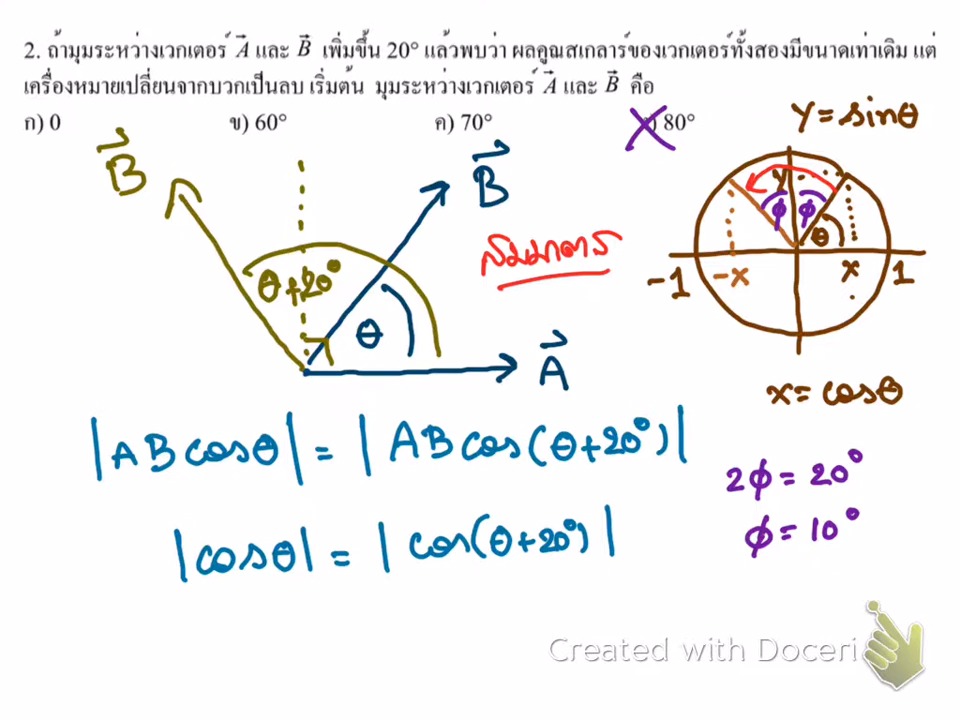 2. ถ้ามุมระหว่างเวกเตอร์ A⃗ และ B⃗ เพิ่มขึ้น 20° แล้วพบว่า ผลคูณสเกลาร์ของเวกเตอร์ทั้งสองมีขนาดเท่าเดิม แต่
เครื่องหมายเปลี่ยนจากบวกเป็นลบ เริ่มต้น มุมระหว่างเวกเตอร์ A⃗ และ B⃗ คือ
ก) 0 ข) 60° ค) 70° 80°
y = sinθ
B⃗
B⃗
สมมาตร
y
φ φ
θ
θ+20°
θ
-1 -x x 1
A⃗
x = cosθ
|AB cosθ| = |AB cos(θ+20°)|
2φ = 20°
|cosθ| = |cos(θ+20°)|
φ = 10°
Created with Doceri